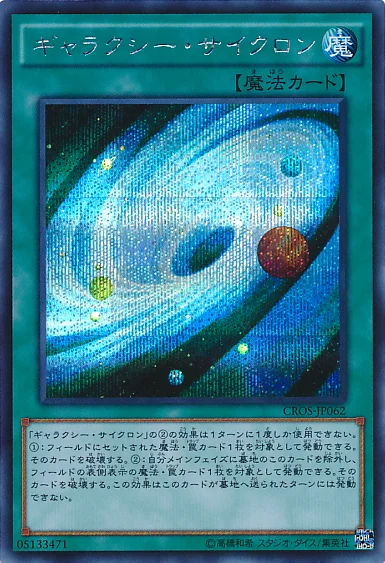 ギャラクシー・サイクロン 魔
【魔法カード】
CROS-JP062
「ギャラクシー・サイクロン」の②の効果は1ターンに1度しか使用できない。
①：フィールドにセットされた魔法・罠カード1枚を対象として発動できる。
そのカードを破壊する。②：自分メインフェイズに墓地のこのカードを除外し、
フィールドの表側表示の魔法・罠カード1枚を対象として発動できる。その
カードを破壊する。この効果はこのカードが墓地へ送られたターンには発動
できない。
05133471
©高橋和希 スタジオ・ダイス/集英社